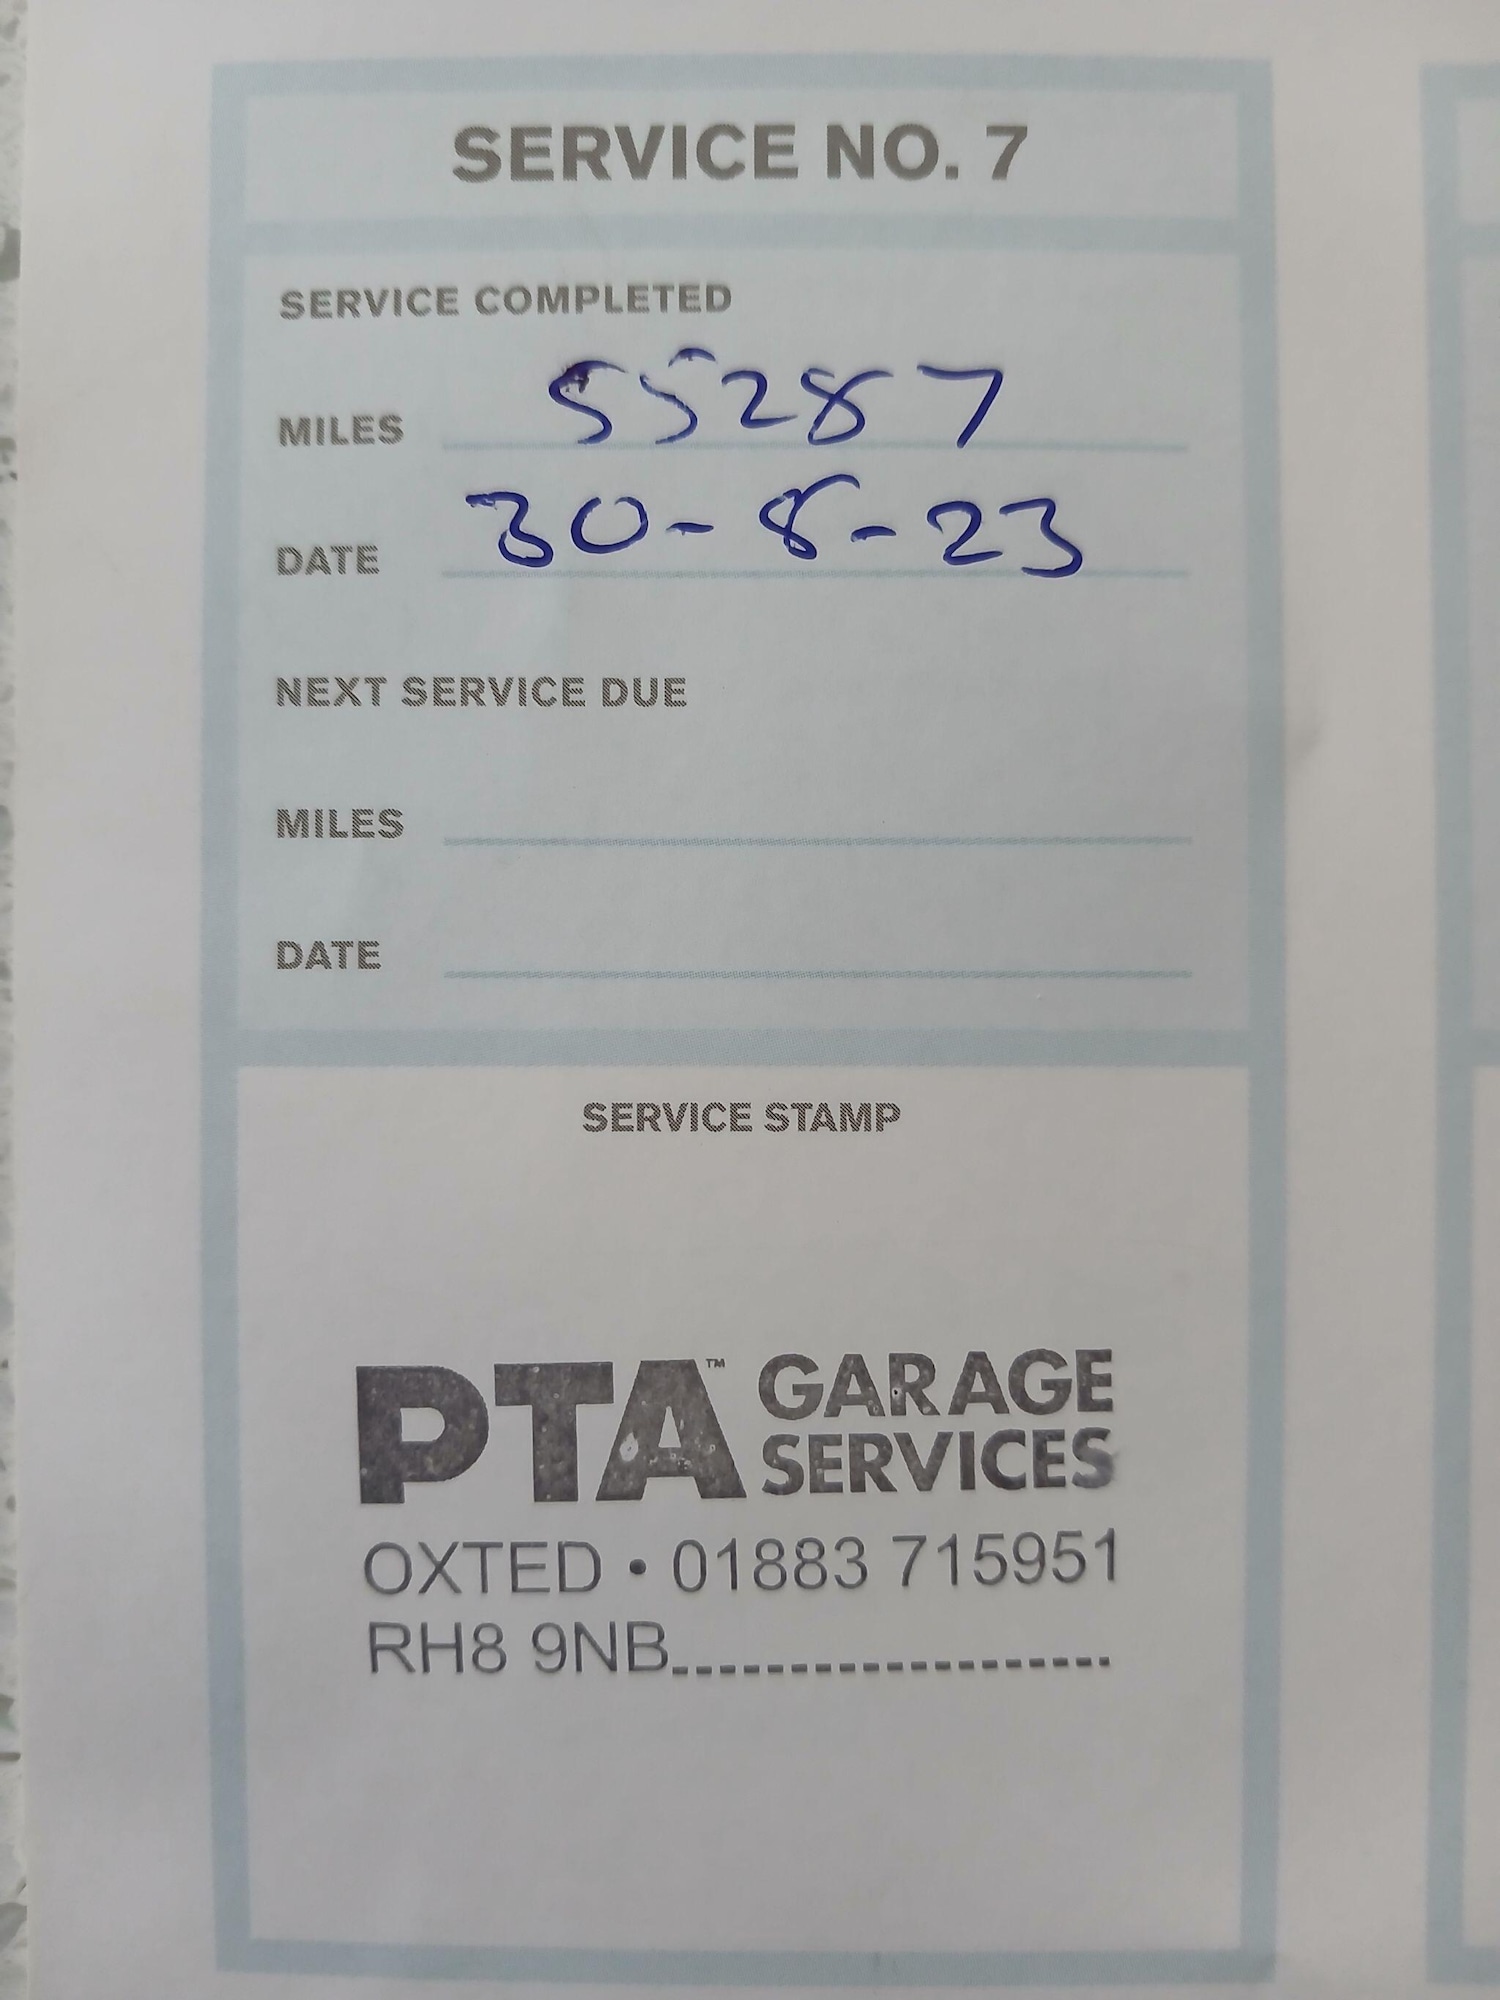 SERVICE NO. 7
SERVICE COMPLETED
MILES 55287
DATE 30-8-23
NEXT SERVICE DUE
MILES
DATE
SERVICE STAMP
PTA™ GARAGE
SERVICES
OXTED • 01883 715951
RH8 9NB